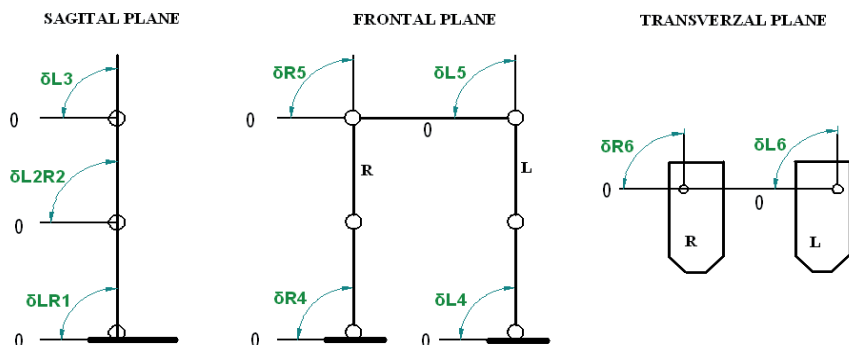 SAGITAL PLANE
FRONTAL PLANE
TRANSVERZAL PLANE
δL3
0
δL2R2
0
δLR1
0
δR5
δL5
0
0
R
L
δR4
δL4
0
0
δR6
δL6
0
0
R
L